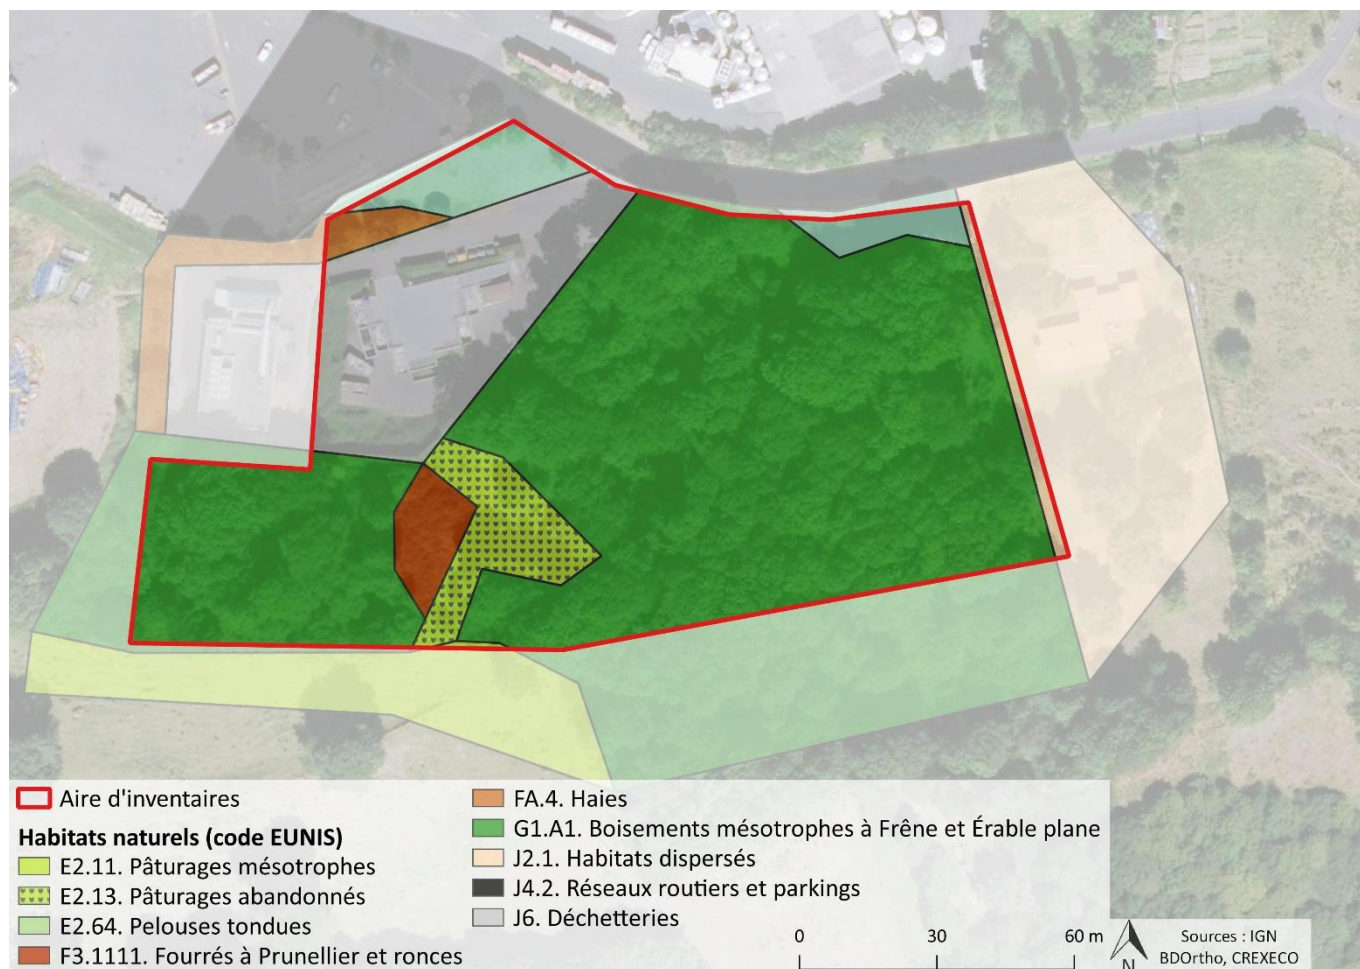 Aire d'inventaires
Habitats naturels (code EUNIS)
E2.11. Pâturages mésotrophes
E2.13. Pâturages abandonnés
E2.64. Pelouses tondues
F3.1111. Fourrés à Prunellier et ronces
FA.4. Haies
G1.A1. Boisements mésotrophes à Frêne et Érable plane
J2.1. Habitats dispersés
J4.2. Réseaux routiers et parkings
J6. Déchetteries
0 30 60 m
N
Sources : IGN
BDOrtho, CREXECO